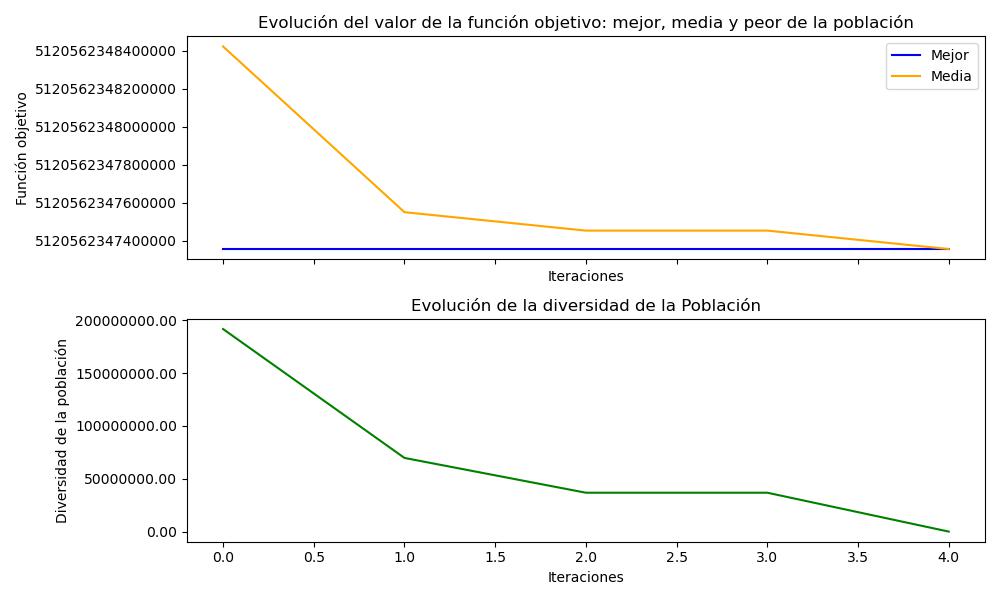 Evolución del valor de la función objetivo: mejor, media y peor de la población
Función objetivo
5120562348400000
5120562348200000
5120562348000000
5120562347800000
5120562347600000
5120562347400000
Mejor
Media
Iteraciones
Evolución de la diversidad de la Población
Diversidad de la población
200000000.00
150000000.00
100000000.00
50000000.00
0.00
0.0 0.5 1.0 1.5 2.0 2.5 3.0 3.5 4.0
Iteraciones